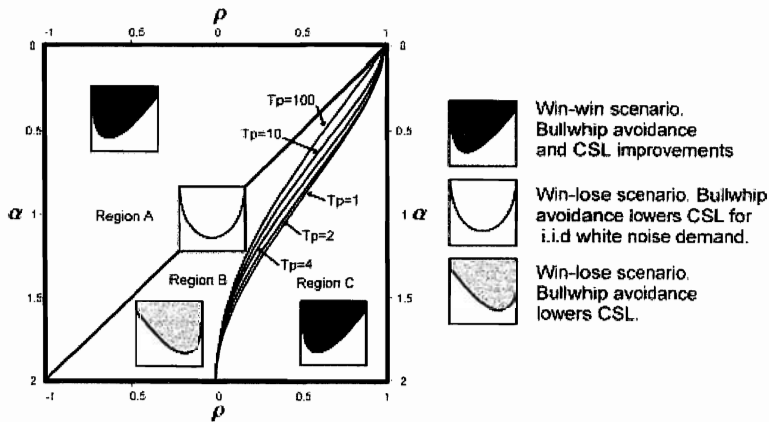 ρ
-1 -0.5 0 0.5 1
0 0
Tp=100
0.5 0.5
Tp=10
Win-win scenario.
Bullwhip avoidance
and CSL improvements
Tp=1
α Region A 1 1 α
Tp=2
Win-lose scenario. Bullwhip
avoidance lowers CSL for
i.i.d white noise demand.
Tp=4
Region B
Region C
1.5 1.5
Win-lose scenario.
Bullwhip avoidance
lowers CSL.
2 2
-1 -0.5 0 0.5 1
ρ